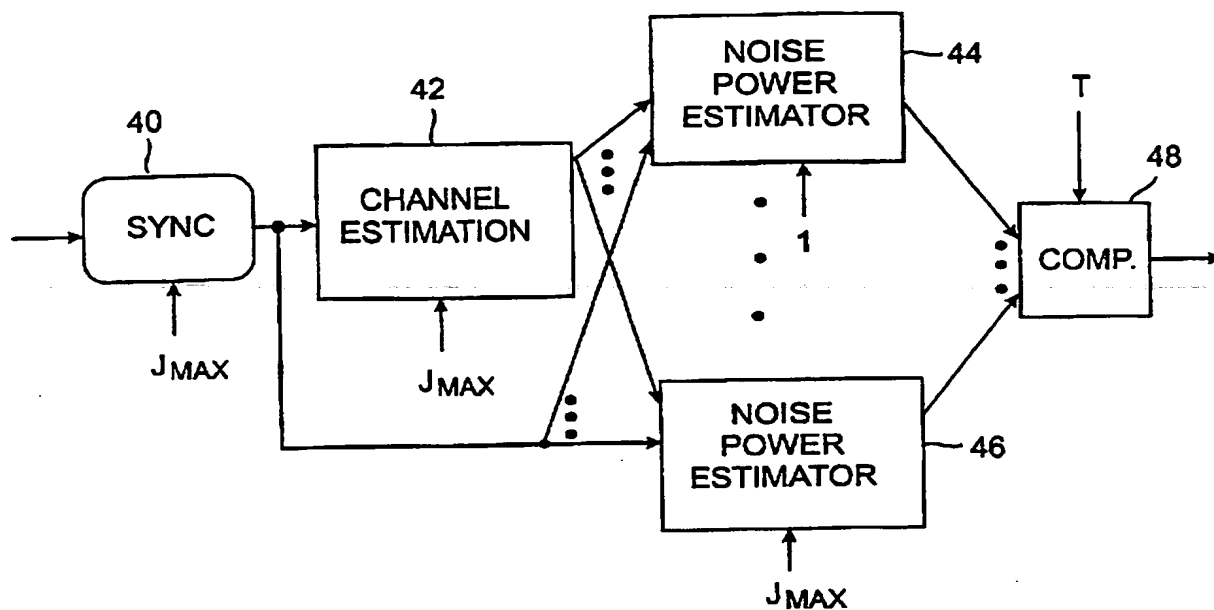 40
SYNC
JMAX
42
CHANNEL
ESTIMATION
JMAX
NOISE
POWER
ESTIMATOR
44
1
NOISE
POWER
ESTIMATOR
46
JMAX
T
48
COMP.